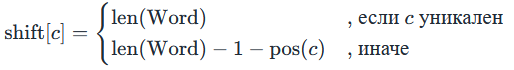 shift[c] = { len(Word) , если c уникален
len(Word) − 1 − pos(c) , иначе